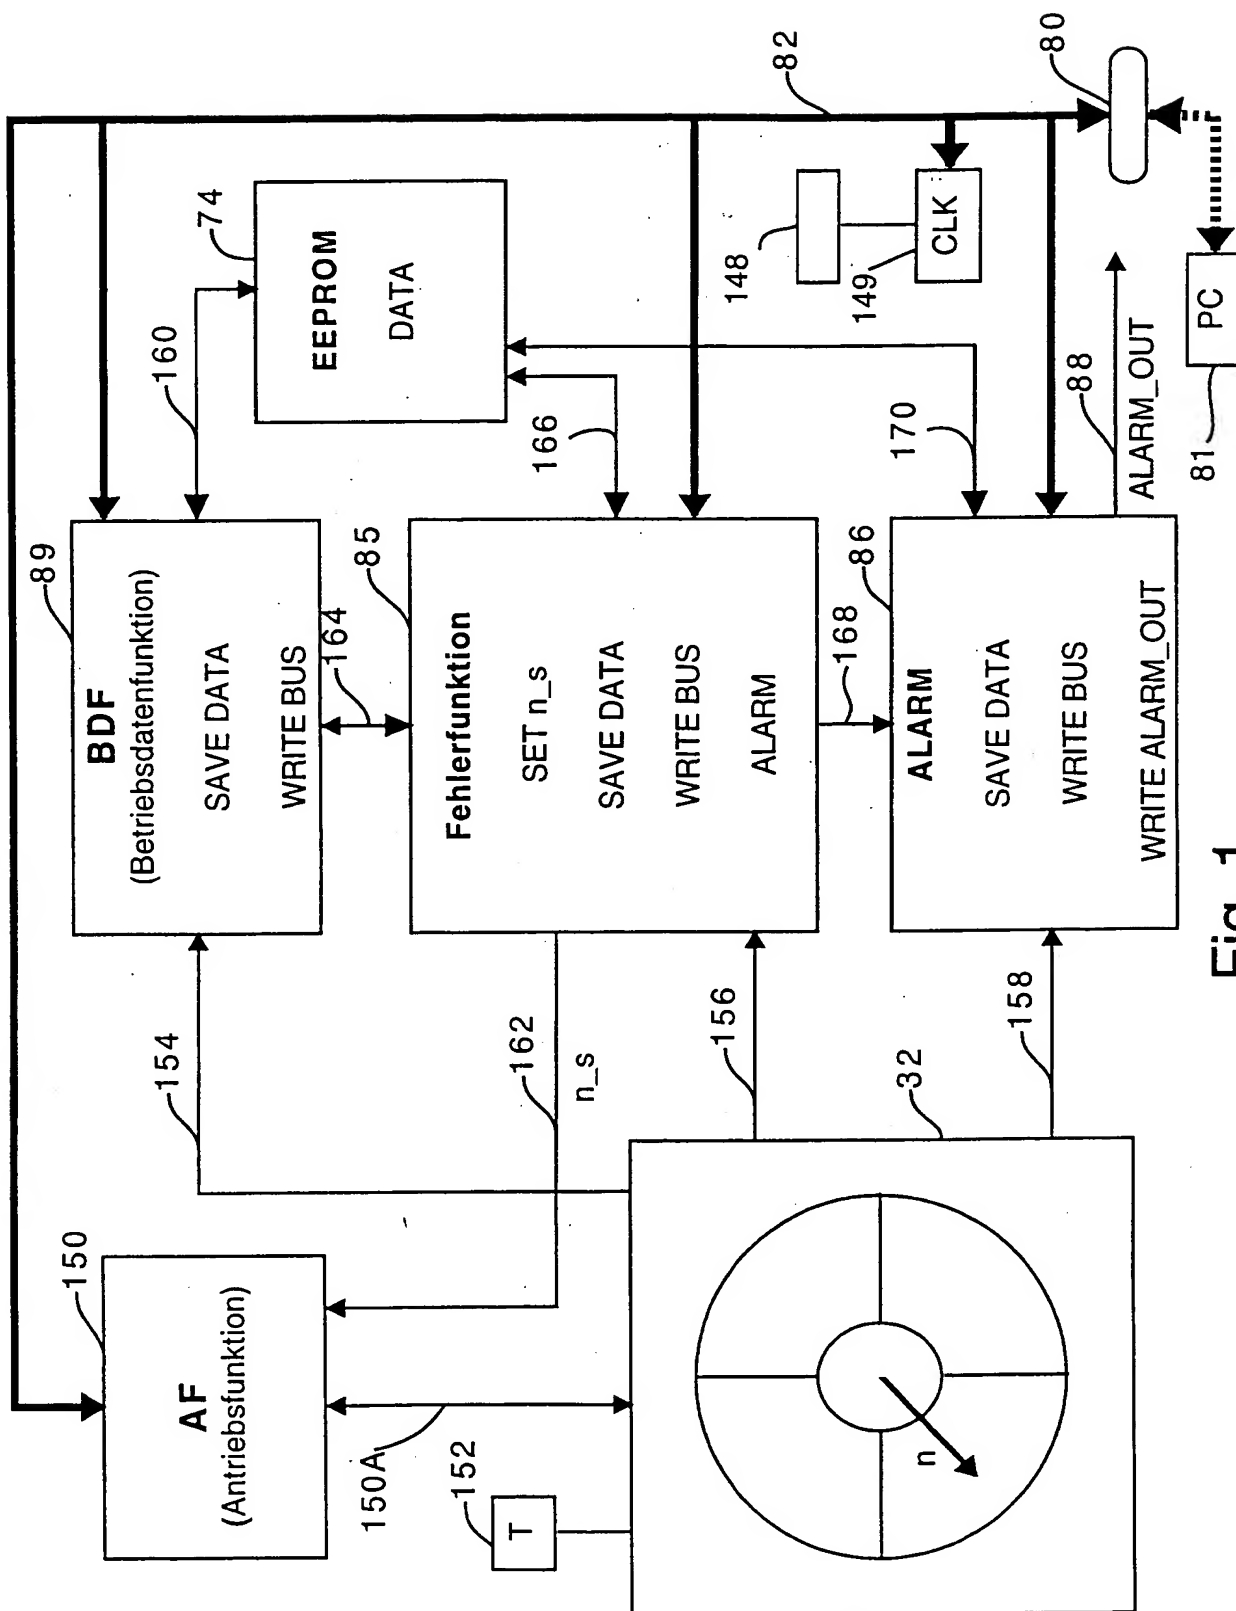 150
AF
(Antriebsfunktion)
150A
152
T
154
162
n_s
156
32
158
n
89
BDF
(Betriebsdatenfunktion)
SAVE DATA
WRITE BUS
164
85
Fehlerfunktion
SET n_s
SAVE DATA
WRITE BUS
ALARM
168
86
ALARM
SAVE DATA
WRITE BUS
WRITE ALARM_OUT
160
74
EEPROM
DATA
166
170
148
149
CLK
82
80
88
ALARM_OUT
PC
81
Fig. 1